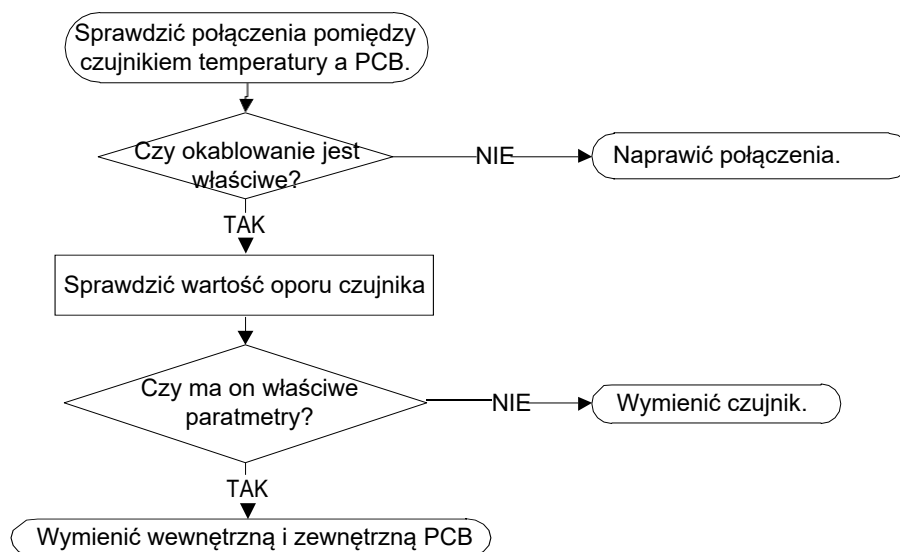 Sprawdzić połączenia pomiędzy
czujnikiem temperatury a PCB.
Czy okablowanie jest
właściwe?
NIE
Naprawić połączenia.
TAK
Sprawdzić wartość oporu czujnika
Czy ma on właściwe
paratmetry?
NIE
Wymienić czujnik.
TAK
Wymienić wewnętrzną i zewnętrzną PCB